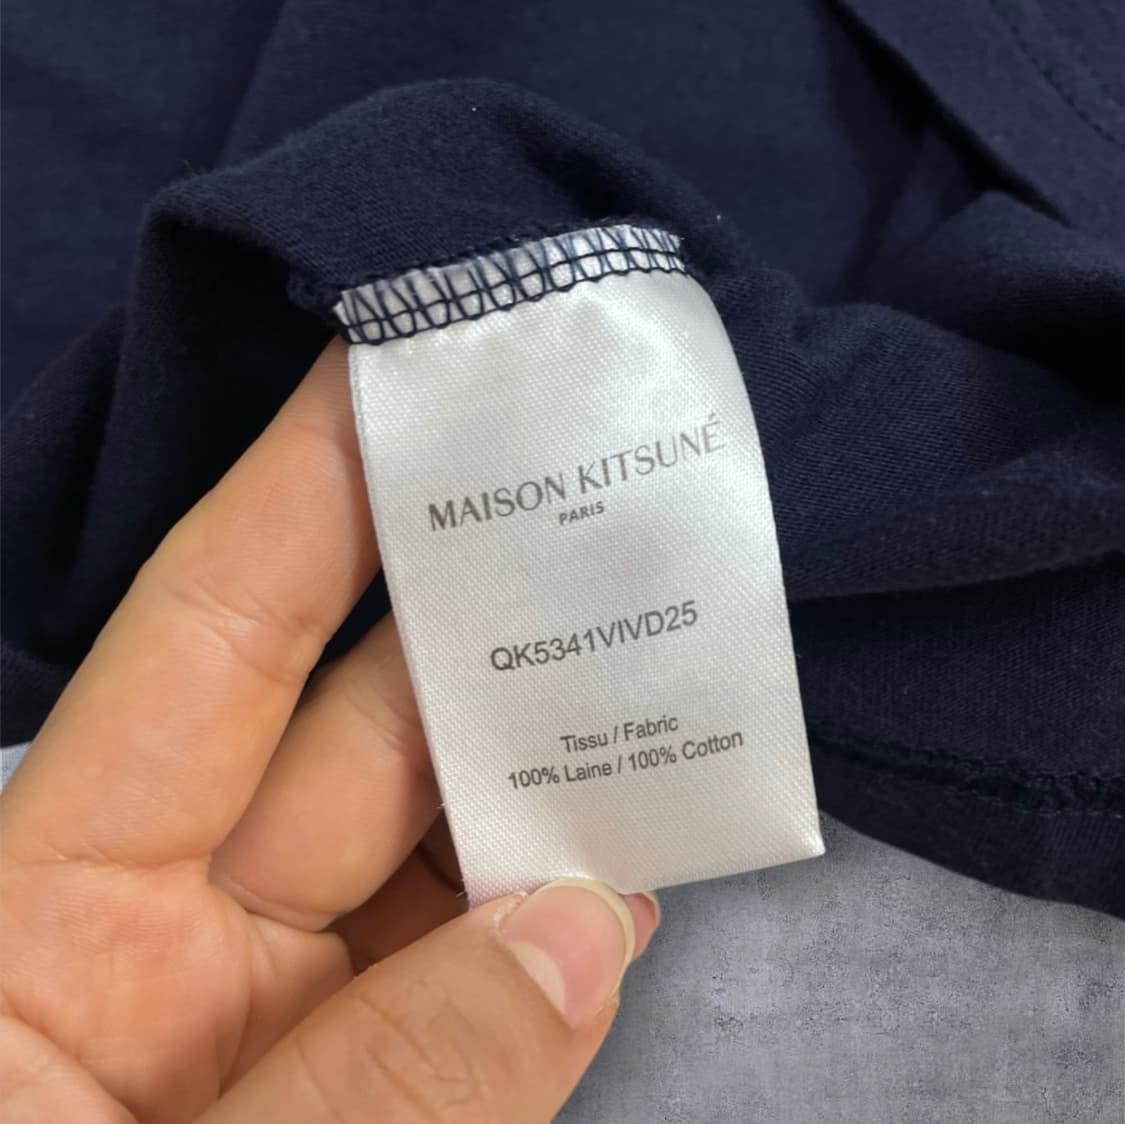 MAISON KITSUNÉ
PARIS
QK5341VIVD25
Tissu / Fabric
100% Laine / 100% Cotton